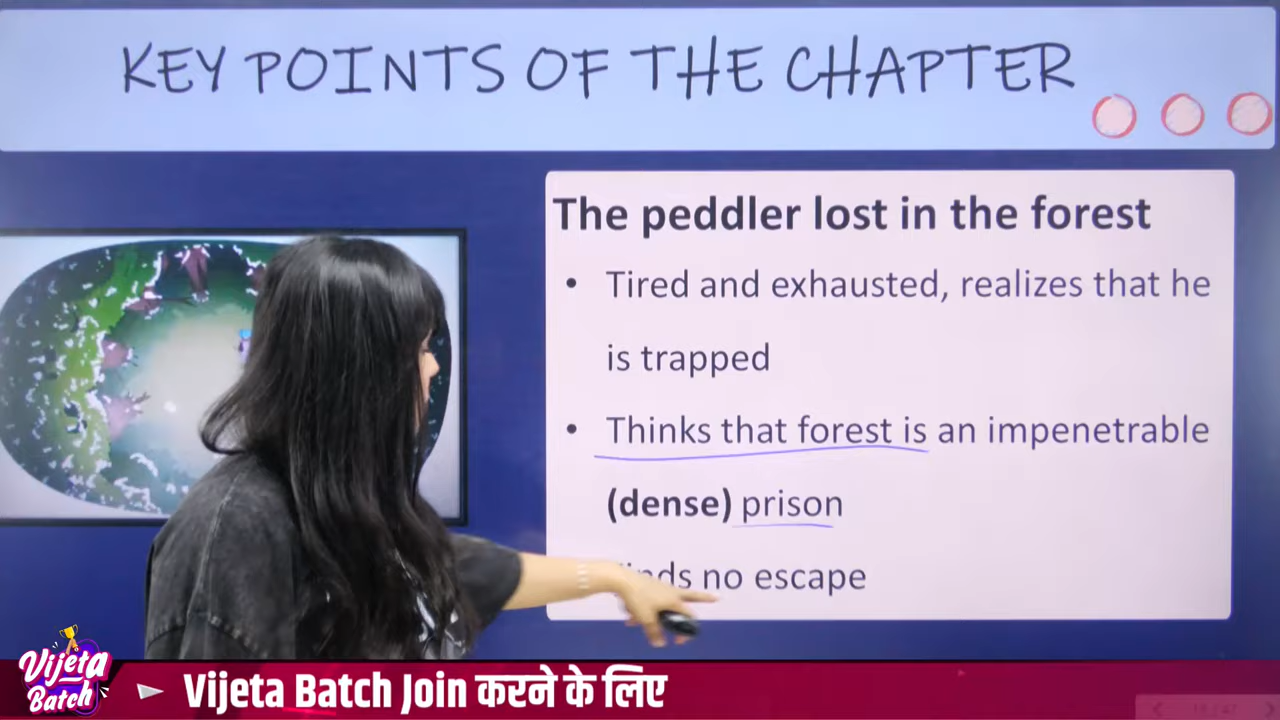 KEY POINTS OF THE CHAPTER
The peddler lost in the forest
• Tired and exhausted, realizes that he
is trapped
• Thinks that forest is an impenetrable
(dense) prison
no escape
Vijeta
Batch
Vijeta Batch Join करने के लिए